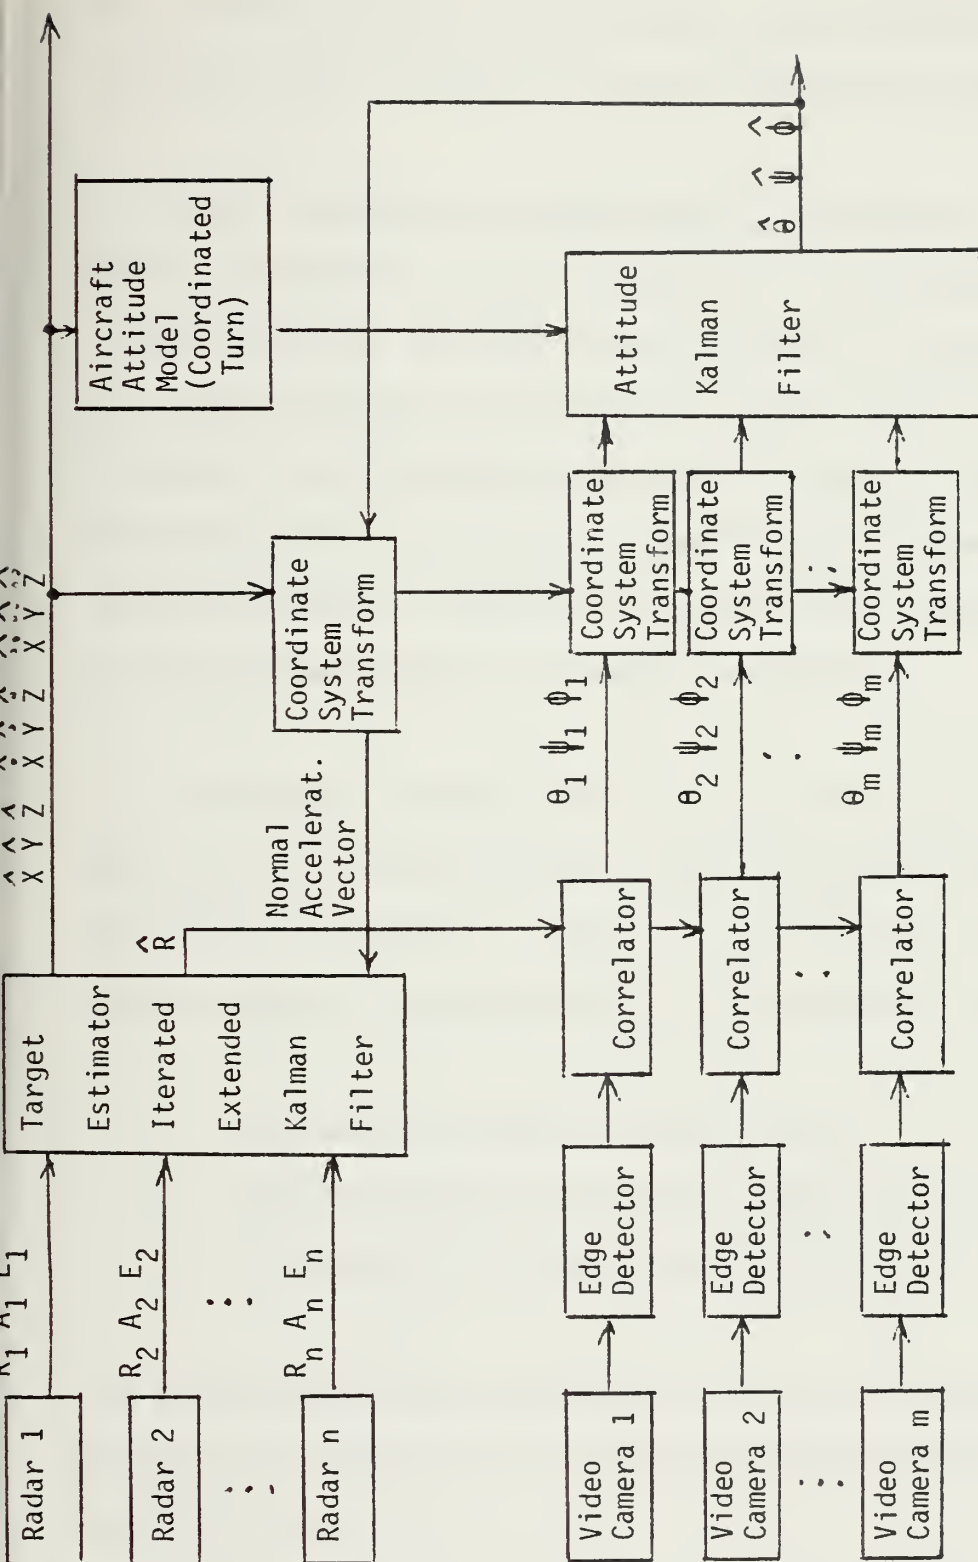 Radar 1
R1 A1 E1
Radar 2
R2 A2 E2
Radar n
Rn An En
Target
Estimator
Iterated
Extended
Kalman
Filter
X̂ Ŷ Ẑ Ẋ Ẏ Ż Ẍ Ÿ Z̈
R̂
Normal
Accelerat.
Vector
Coordinate
System
Transform
Aircraft
Attitude
Model
(Coordinated
Turn)
Video
Camera 1
Edge
Detector
Correlator
θ1 ψ1 φ1
Coordinate
System
Transform
Video
Camera 2
Edge
Detector
Correlator
θ2 ψ2 φ2
Coordinate
System
Transform
Video
Camera m
Edge
Detector
Correlator
θm ψm φm
Coordinate
System
Transform
Attitude
Kalman
Filter
θ̂ ψ̂ φ̂